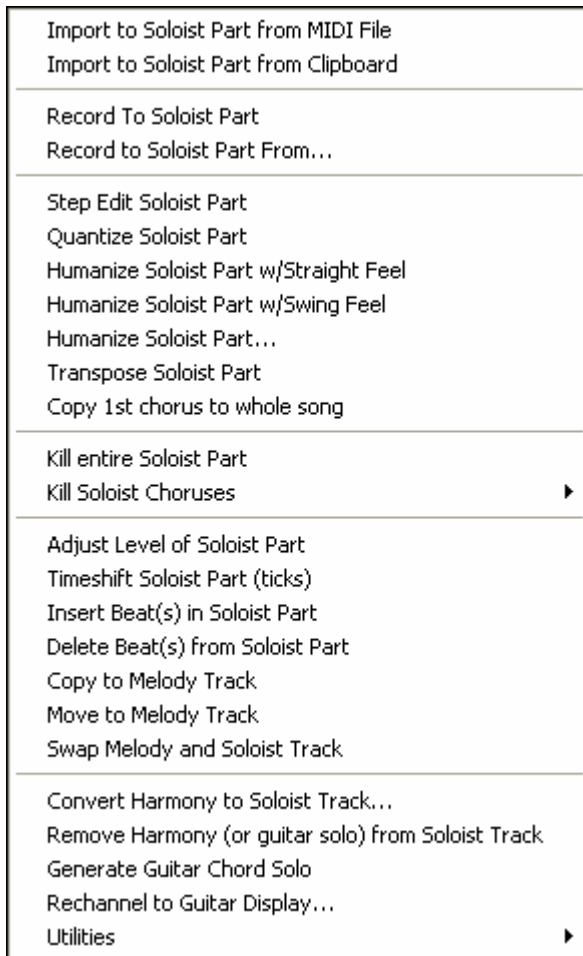 Import to Soloist Part from MIDI File
Import to Soloist Part from Clipboard
Record To Soloist Part
Record to Soloist Part From...
Step Edit Soloist Part
Quantize Soloist Part
Humanize Soloist Part w/Straight Feel
Humanize Soloist Part w/Swing Feel
Humanize Soloist Part...
Transpose Soloist Part
Copy 1st chorus to whole song
Kill entire Soloist Part
Kill Soloist Choruses
Adjust Level of Soloist Part
Timeshift Soloist Part (ticks)
Insert Beat(s) in Soloist Part
Delete Beat(s) from Soloist Part
Copy to Melody Track
Move to Melody Track
Swap Melody and Soloist Track
Convert Harmony to Soloist Track...
Remove Harmony (or guitar solo) from Soloist Track
Generate Guitar Chord Solo
Rechannel to Guitar Display...
Utilities